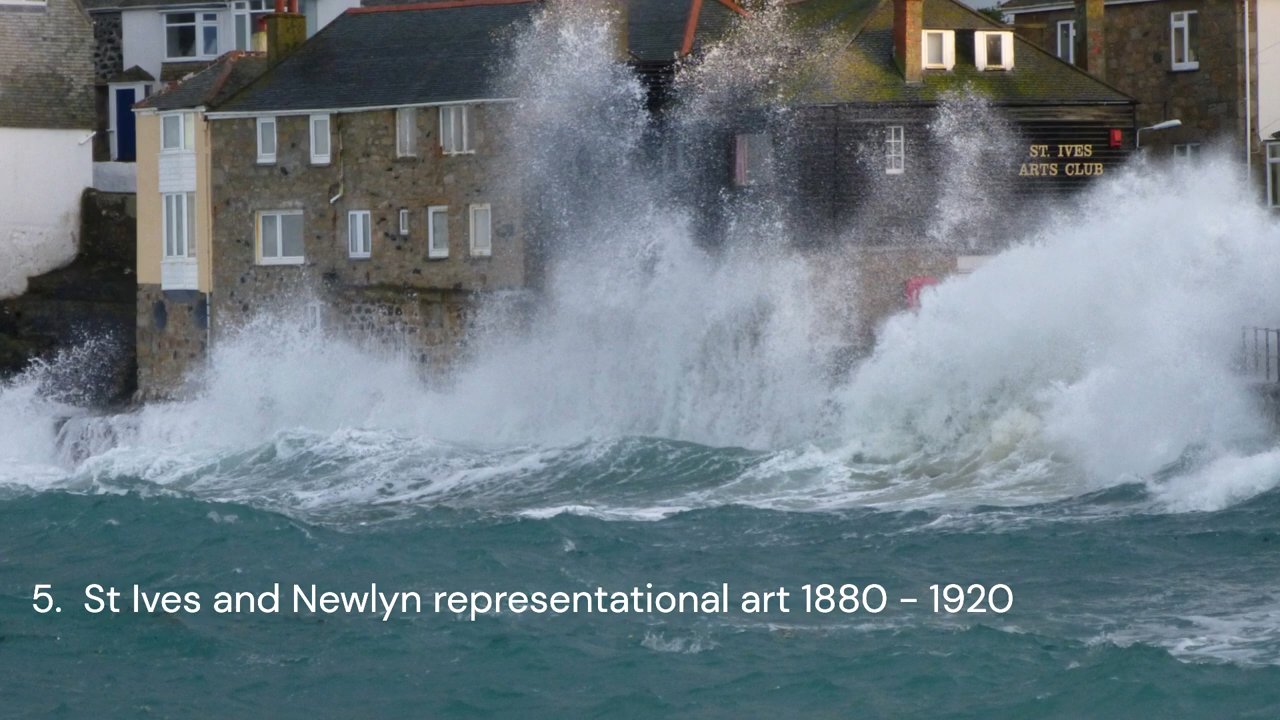 ST. IVES
ARTS CLUB
5. St Ives and Newlyn representational art 1880 – 1920